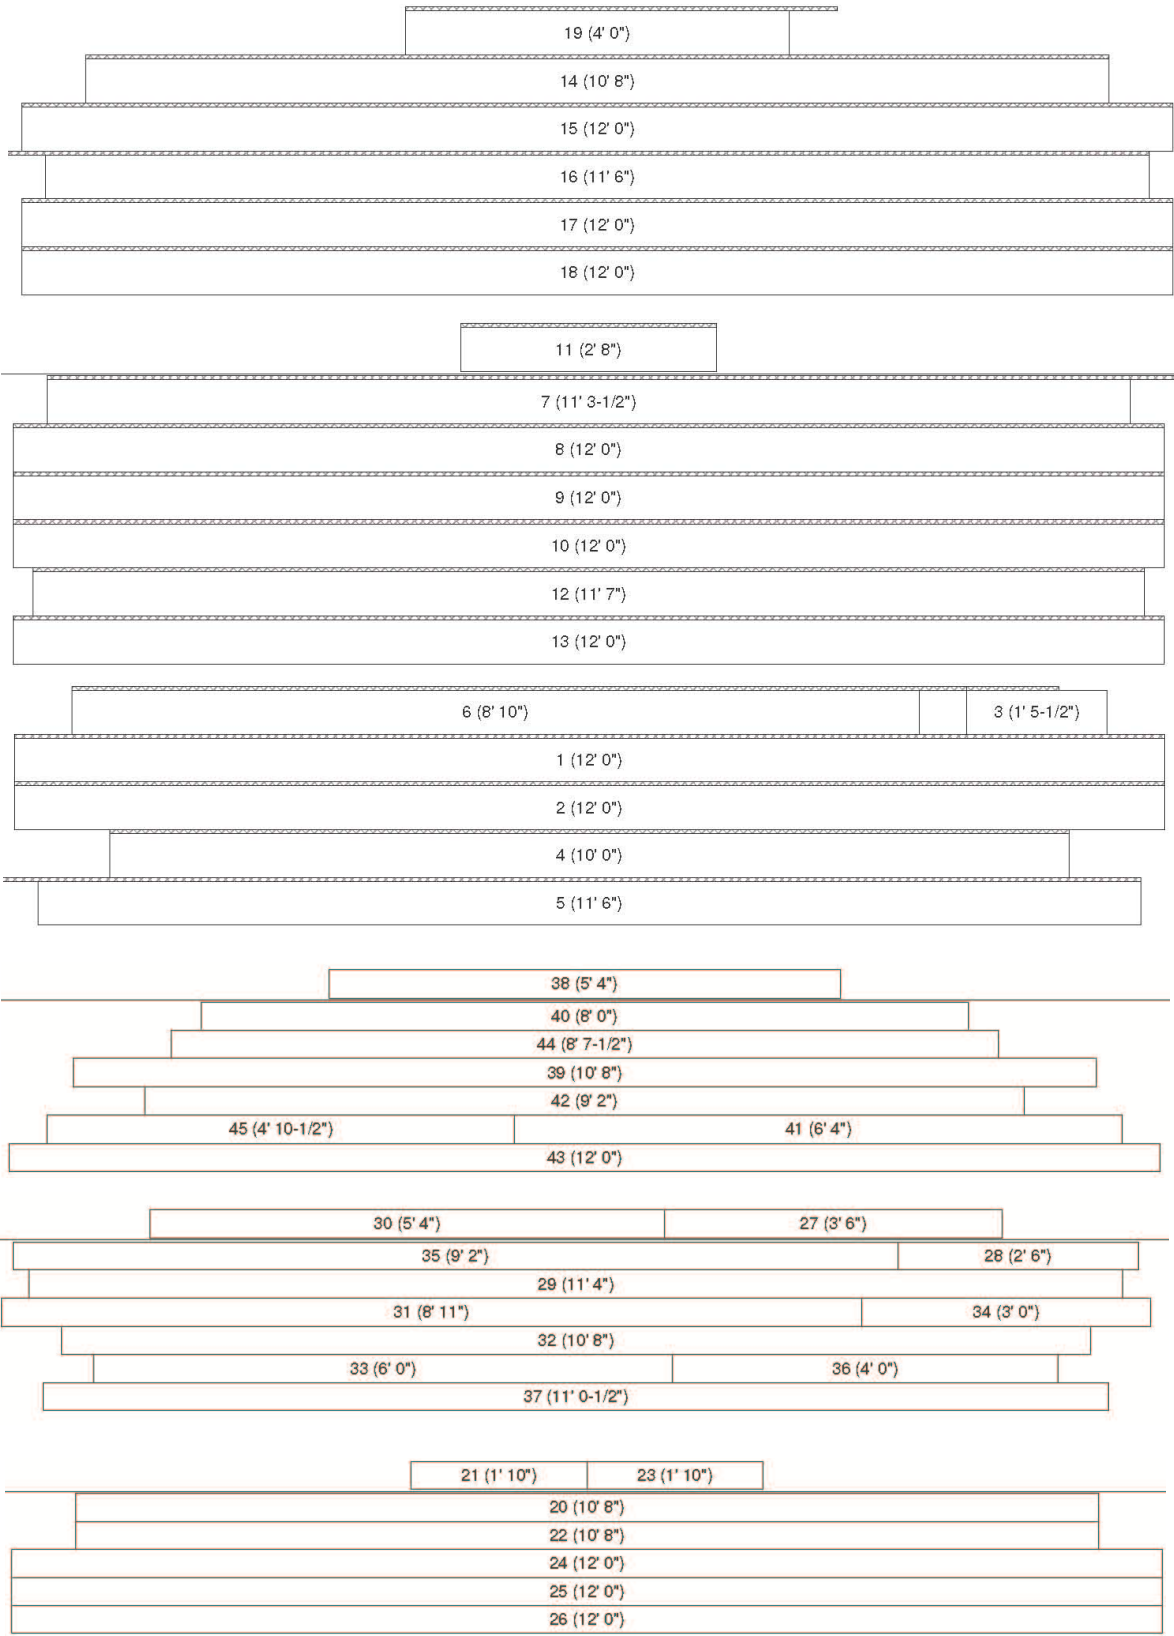 19 (4' 0")
14 (10' 8")
15 (12' 0")
16 (11' 6")
17 (12' 0")
18 (12' 0")
11 (2' 8")
7 (11' 3-1/2")
8 (12' 0")
9 (12' 0")
10 (12' 0")
12 (11' 7")
13 (12' 0")
6 (8' 10") 3 (1' 5-1/2")
1 (12' 0")
2 (12' 0")
4 (10' 0")
5 (11' 6")
38 (5' 4")
40 (8' 0")
44 (8' 7-1/2")
39 (10' 8")
42 (9' 2")
45 (4' 10-1/2") 41 (6' 4")
43 (12' 0")
30 (5' 4") 27 (3' 6")
35 (9' 2") 28 (2' 6")
29 (11' 4")
31 (8' 11") 34 (3' 0")
32 (10' 8")
33 (6' 0") 36 (4' 0")
37 (11' 0-1/2")
21 (1' 10") 23 (1' 10")
20 (10' 8")
22 (10' 8")
24 (12' 0")
25 (12' 0")
26 (12' 0")